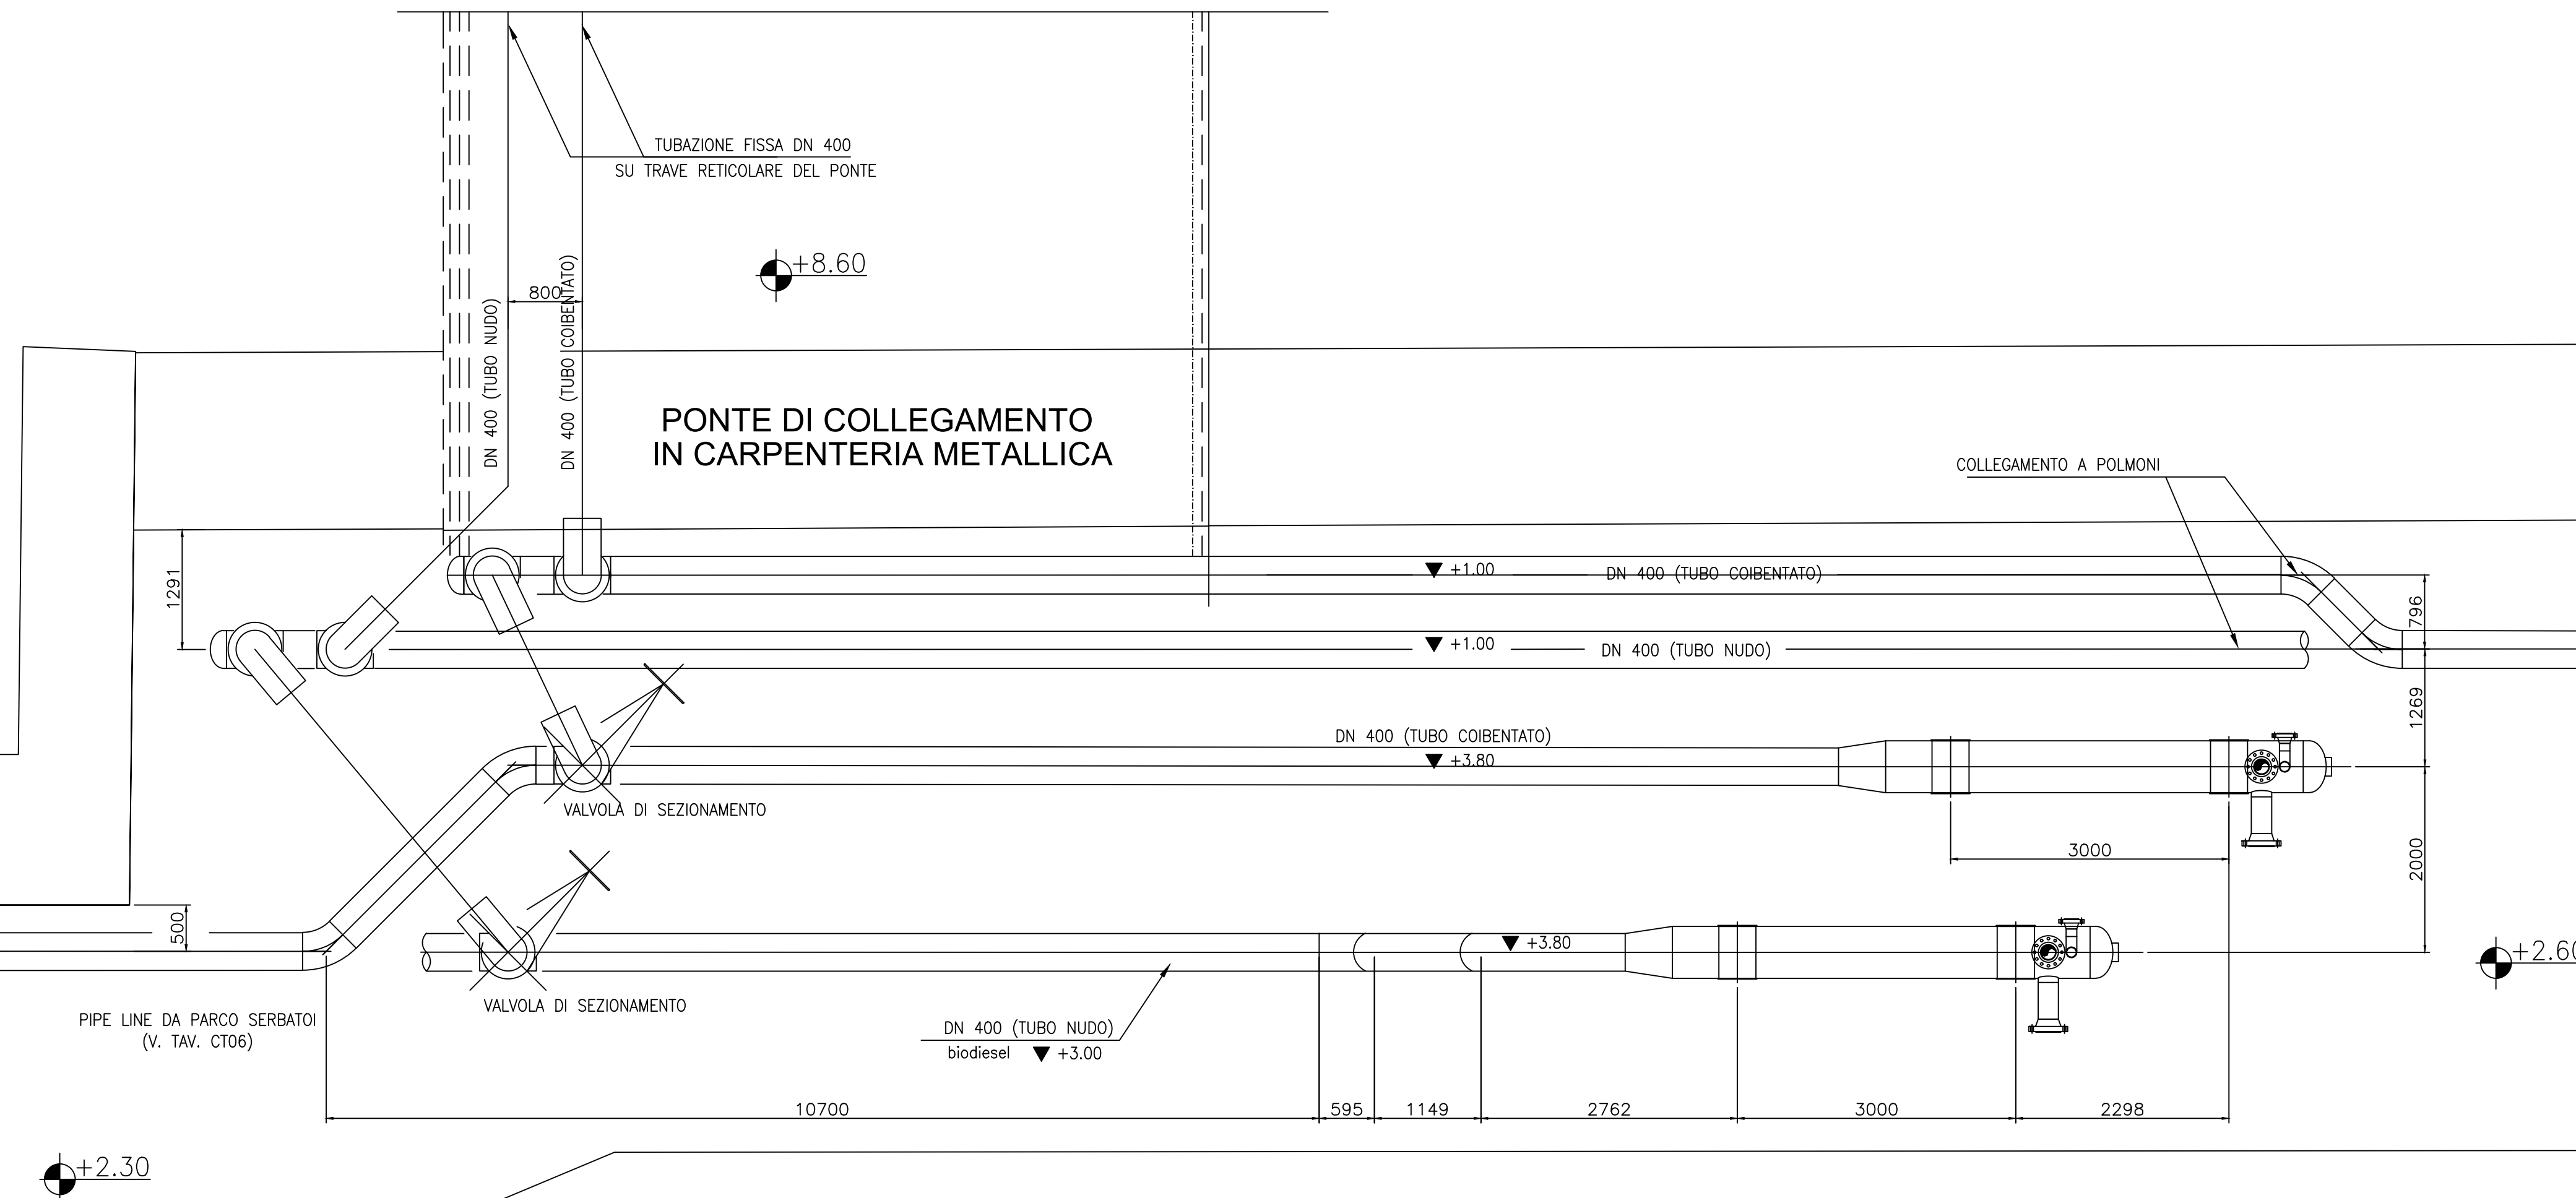 TUBAZIONE FISSA DN 400
SU TRAVE RETICOLARE DEL PONTE
+8.60
800
DN 400 (TUBO NUDO)
DN 400 (TUBO COIBENTATO)
PONTE DI COLLEGAMENTO
IN CARPENTERIA METALLICA
COLLEGAMENTO A POLMONI
1291
+1.00
DN 400 (TUBO COIBENTATO)
796
+1.00
DN 400 (TUBO NUDO)
1269
DN 400 (TUBO COIBENTATO)
+3.80
VALVOLA DI SEZIONAMENTO
3000
2000
500
+3.80
+2.60
VALVOLA DI SEZIONAMENTO
PIPE LINE DA PARCO SERBATOI
(V. TAV. CT06)
DN 400 (TUBO NUDO)
biodiesel +3.00
10700
595
1149
2762
3000
2298
+2.30